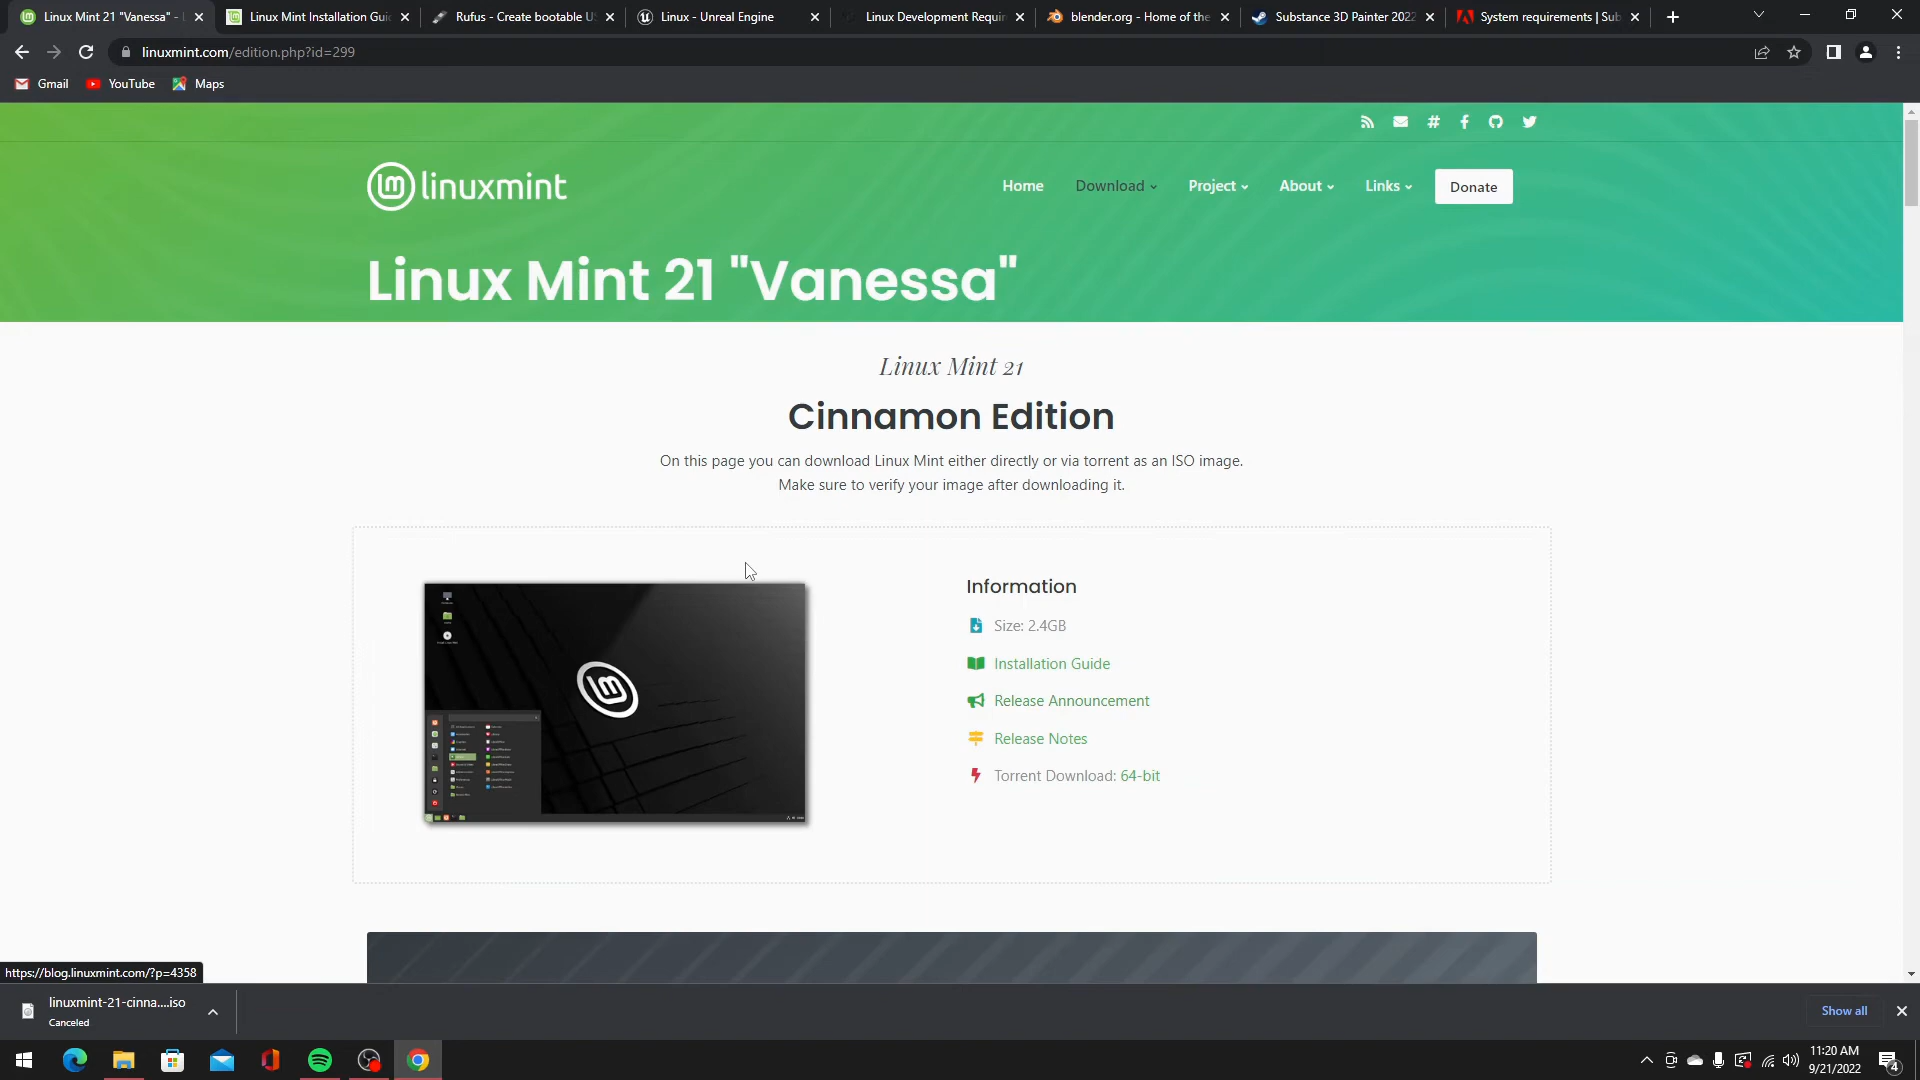 Linux Mint 21 "Vanessa" - L
Linux Mint Installation Guid
Rufus - Create bootable US
Linux - Unreal Engine
Linux Development Requir
blender.org - Home of the
Substance 3D Painter 2022
System requirements | Sub
linuxmint.com/edition.php?id=299
Gmail
YouTube
Maps
linuxmint
Home
Download
Project
About
Links
Donate
Linux Mint 21 "Vanessa"
Linux Mint 21
Cinnamon Edition
On this page you can download Linux Mint either directly or via torrent as an ISO image.
Make sure to verify your image after downloading it.
Information
Size: 2.4GB
Installation Guide
Release Announcement
Release Notes
Torrent Download: 64-bit
https://blog.linuxmint.com/?p=4358
linuxmint-21-cinna....iso
Canceled
Show all
11:20 AM
9/21/2022
4